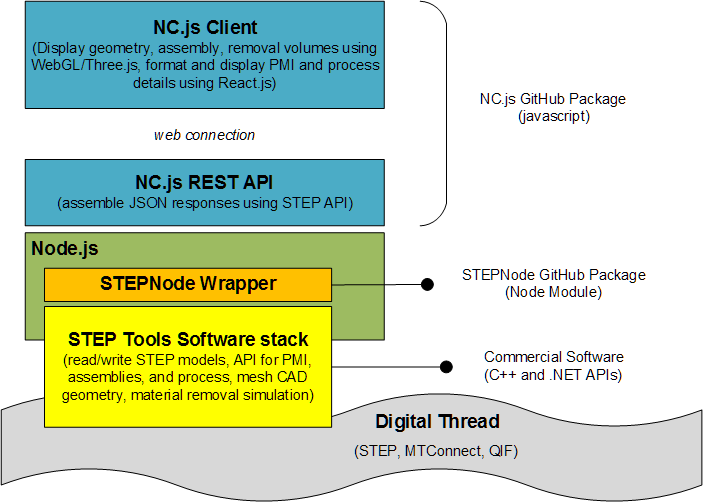 NC.js Client
(Display geometry, assembly, removal volumes using
WebGL/Three.js, format and display PMI and process
details using React.js)
NC.js GitHub Package
(javascript)
web connection
NC.js REST API
(assemble JSON responses using STEP API)
Node.js
STEPNode Wrapper
STEPNode GitHub Package
(Node Module)
STEP Tools Software stack
(read/write STEP models, API for PMI,
assemblies, and process, mesh CAD
geometry, material removal simulation)
Commercial Software
(C++ and .NET APIs)
Digital Thread
(STEP, MTConnect, QIF)